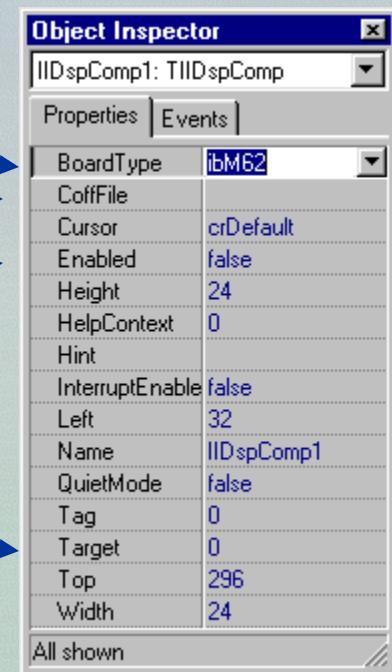 Object Inspector
IIDspComp1: TIIDspComp
Properties Events
BoardType ibM62
CoffFile
Cursor crDefault
Enabled false
Height 24
HelpContext 0
Hint
InterruptEnable false
Left 32
Name IIDspComp1
QuietMode false
Tag 0
Target 0
Top 296
Width 24
All shown